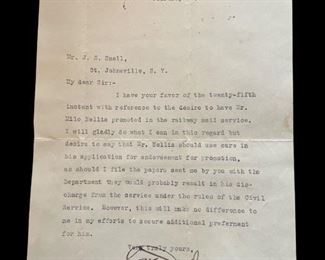 Mr. J. S. Snell,
St. Johnsville, N. Y.
My dear Sir:-
I have your favor of the twenty-fifth
instant with reference to the desire to have Mr.
Milo Nellis promoted in the railway mail service.
I will gladly do what I can in this regard but
desire to say that Mr. Nellis should use care in
his application for endorsement for promotion,
as should I file the papers sent me by you with the
Department they would probably result in his dis-
charge from the service under the rules of the Civil
Service. However, this will make no difference to
me in my efforts to secure additional preferment
for him.
Very truly yours,